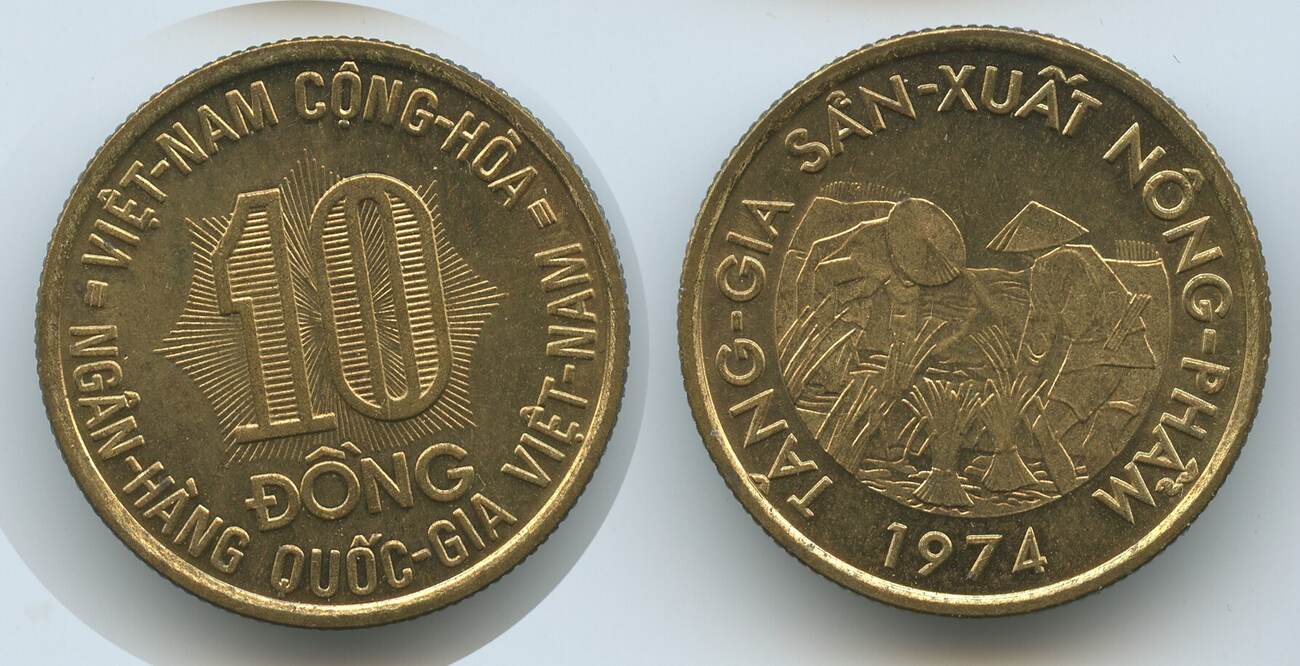 = VIỆT-NAM CỘNG-HÒA =
10
ĐỒNG
NGÂN-HÀNG QUỐC-GIA VIỆT-NAM
TĂNG-GIA SẢN-XUẤT NÔNG-PHẨM
1974